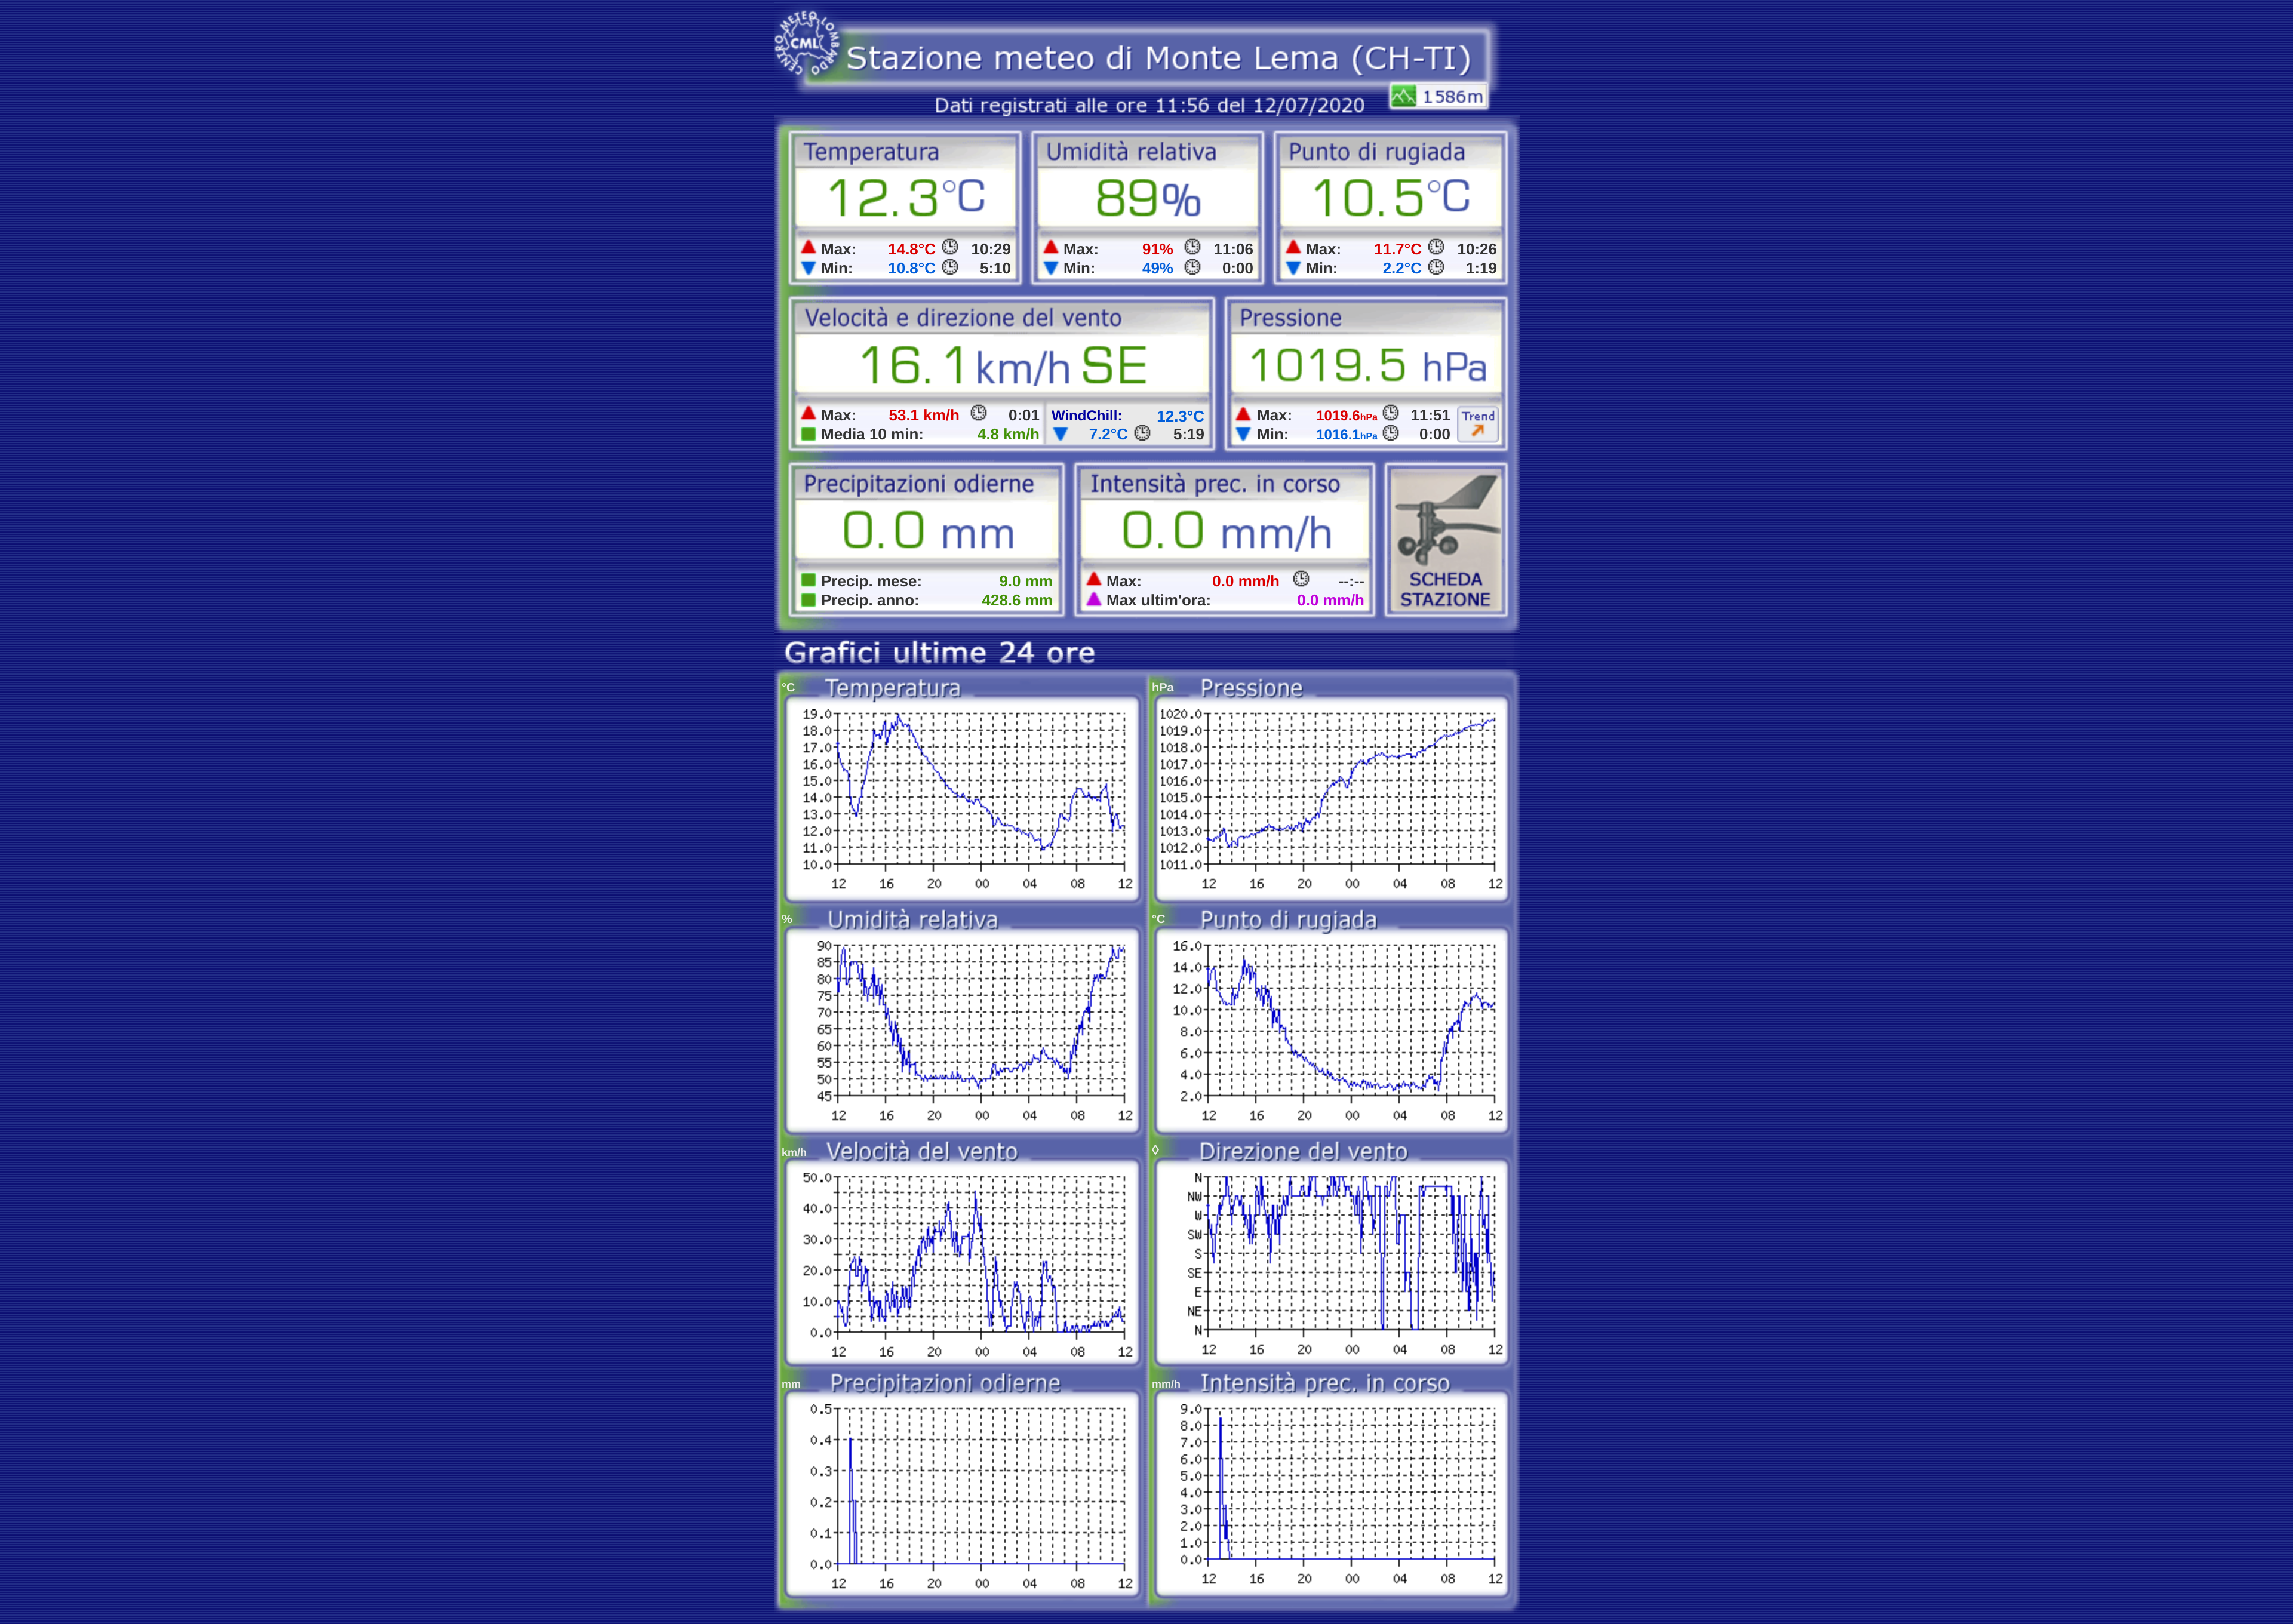 CENTRO METEO LOMBARDO
CML
Stazione meteo di Monte Lema (CH-TI)
1586m
Dati registrati alle ore 11:56 del 12/07/2020
Temperatura
12.3°C
Max: 14.8°C 10:29
Min: 10.8°C 5:10
Umidità relativa
89%
Max: 91% 11:06
Min: 49% 0:00
Punto di rugiada
10.5°C
Max: 11.7°C 10:26
Min: 2.2°C 1:19
Velocità e direzione del vento
16.1 km/h SE
Max: 53.1 km/h 0:01
Media 10 min: 4.8 km/h
WindChill: 12.3°C
7.2°C 5:19
Pressione
1019.5 hPa
Max: 1019.6hPa 11:51
Min: 1016.1hPa 0:00
Trend
Precipitazioni odierne
0.0 mm
Precip. mese: 9.0 mm
Precip. anno: 428.6 mm
Intensità prec. in corso
0.0 mm/h
Max: 0.0 mm/h --:--
Max ultim'ora: 0.0 mm/h
SCHEDA
STAZIONE
Grafici ultime 24 ore
°C Temperatura
19.0
18.0
17.0
16.0
15.0
14.0
13.0
12.0
11.0
10.0
12 16 20 00 04 08 12
hPa Pressione
1020.0
1019.0
1018.0
1017.0
1016.0
1015.0
1014.0
1013.0
1012.0
1011.0
12 16 20 00 04 08 12
% Umidità relativa
90
85
80
75
70
65
60
55
50
45
12 16 20 00 04 08 12
°C Punto di rugiada
16.0
14.0
12.0
10.0
8.0
6.0
4.0
2.0
12 16 20 00 04 08 12
km/h Velocità del vento
50.0
40.0
30.0
20.0
10.0
0.0
12 16 20 00 04 08 12
◊ Direzione del vento
N
NW
W
SW
S
SE
E
NE
N
12 16 20 00 04 08 12
mm Precipitazioni odierne
0.5
0.4
0.3
0.2
0.1
0.0
12 16 20 00 04 08 12
mm/h Intensità prec. in corso
9.0
8.0
7.0
6.0
5.0
4.0
3.0
2.0
1.0
0.0
12 16 20 00 04 08 12